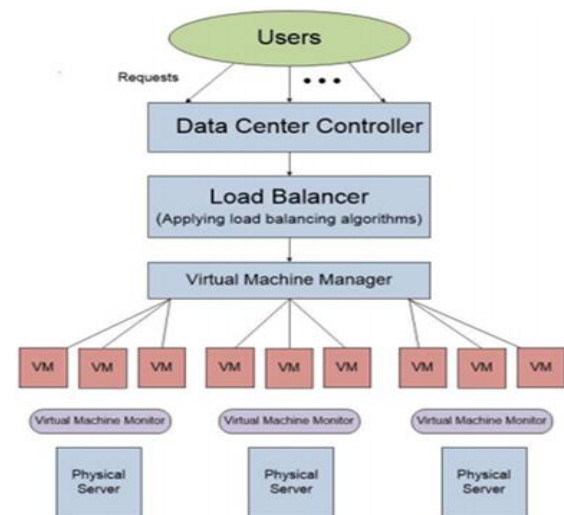 Users
Requests
Data Center Controller
Load Balancer
(Applying load balancing algorithms)
Virtual Machine Manager
VM VM VM VM VM VM VM VM VM
Virtual Machine Monitor Virtual Machine Monitor Virtual Machine Monitor
Physical Physical Physical
Server Server Server